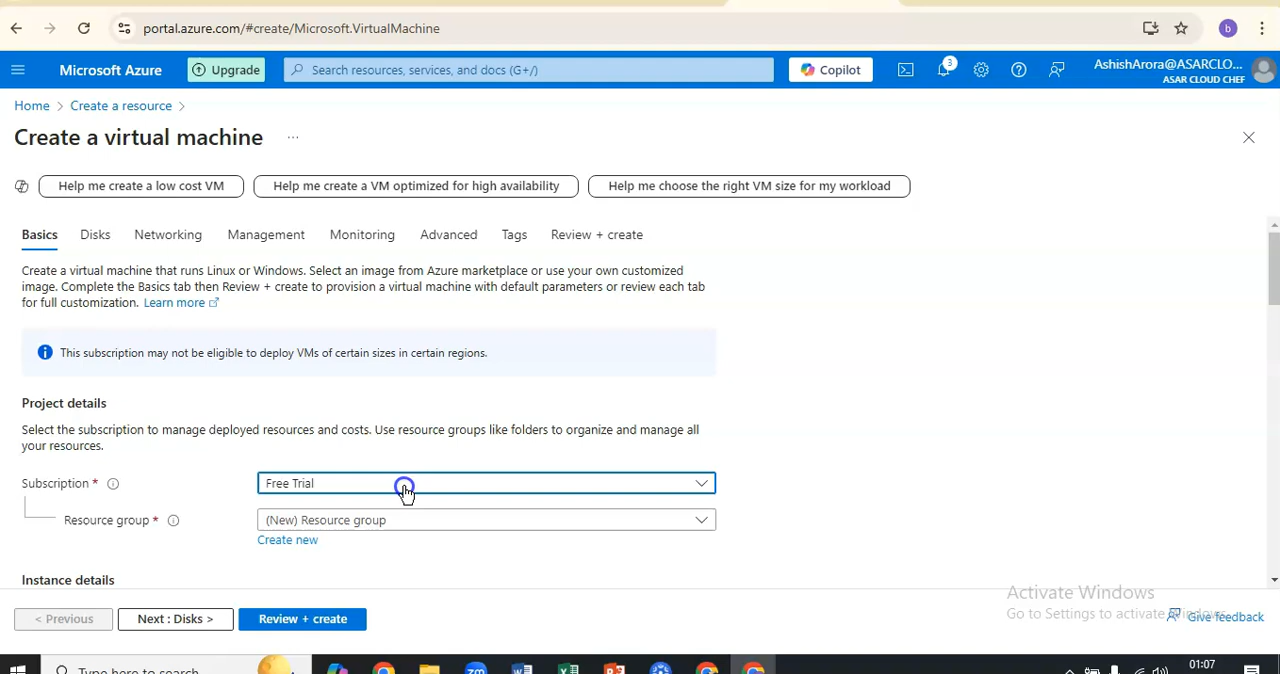 portal.azure.com/#create/Microsoft.VirtualMachine
b
Microsoft Azure
Upgrade
Search resources, services, and docs (G+/)
Copilot
3
AshishArora@ASARCLO...
ASAR CLOUD CHEF
Home > Create a resource >
Create a virtual machine ...
Help me create a low cost VM
Help me create a VM optimized for high availability
Help me choose the right VM size for my workload
Basics Disks Networking Management Monitoring Advanced Tags Review + create
Create a virtual machine that runs Linux or Windows. Select an image from Azure marketplace or use your own customized
image. Complete the Basics tab then Review + create to provision a virtual machine with default parameters or review each tab
for full customization. Learn more
This subscription may not be eligible to deploy VMs of certain sizes in certain regions.
Project details
Select the subscription to manage deployed resources and costs. Use resource groups like folders to organize and manage all
your resources.
Subscription *
Free Trial
Resource group *
(New) Resource group
Create new
Instance details
Activate Windows
Go to Settings to activate
Give feedback
< Previous
Next : Disks >
Review + create
Type here to search
01:07